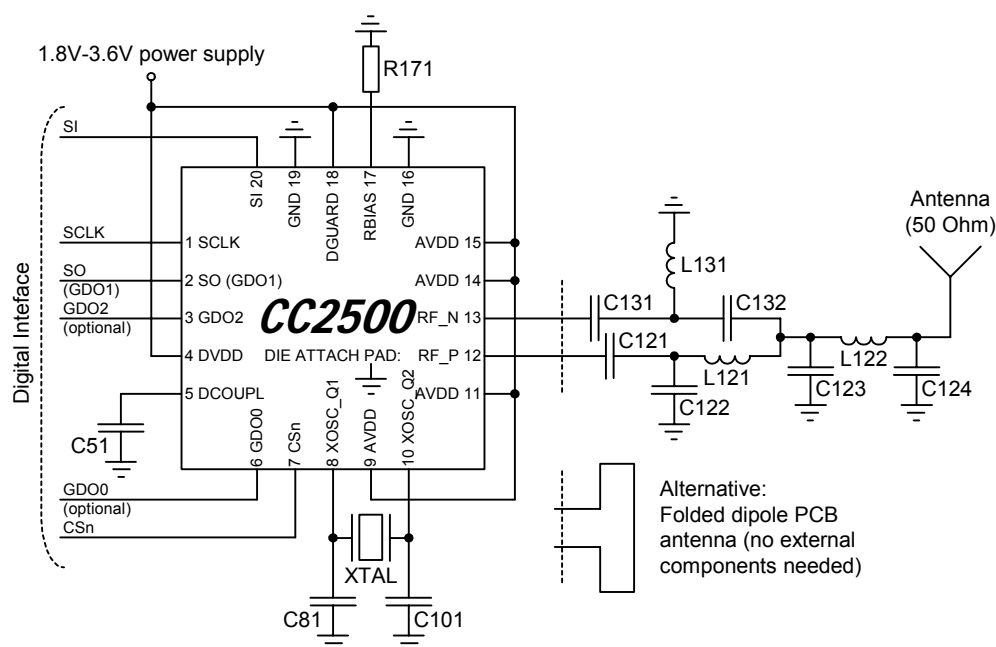 1.8V-3.6V power supply
R171
SI
SI 20
GND 19
DGUARD 18
RBIAS 17
GND 16
Antenna
(50 Ohm)
SCLK
1 SCLK
AVDD 15
SO
(GDO1)
2 SO (GDO1)
AVDD 14
L131
GDO2
(optional)
3 GDO2
CC2500
RF_N 13
C131
C132
4 DVDD
DIE ATTACH PAD:
RF_P 12
C121
L121
L122
C123
C124
C122
5 DCOUPL
AVDD 11
Digital Inteface
C51
6 GDO0
7 CSn
8 XOSC_Q1
9 AVDD
10 XOSC_Q2
GDO0
(optional)
CSn
XTAL
C81
C101
Alternative:
Folded dipole PCB
antenna (no external
components needed)